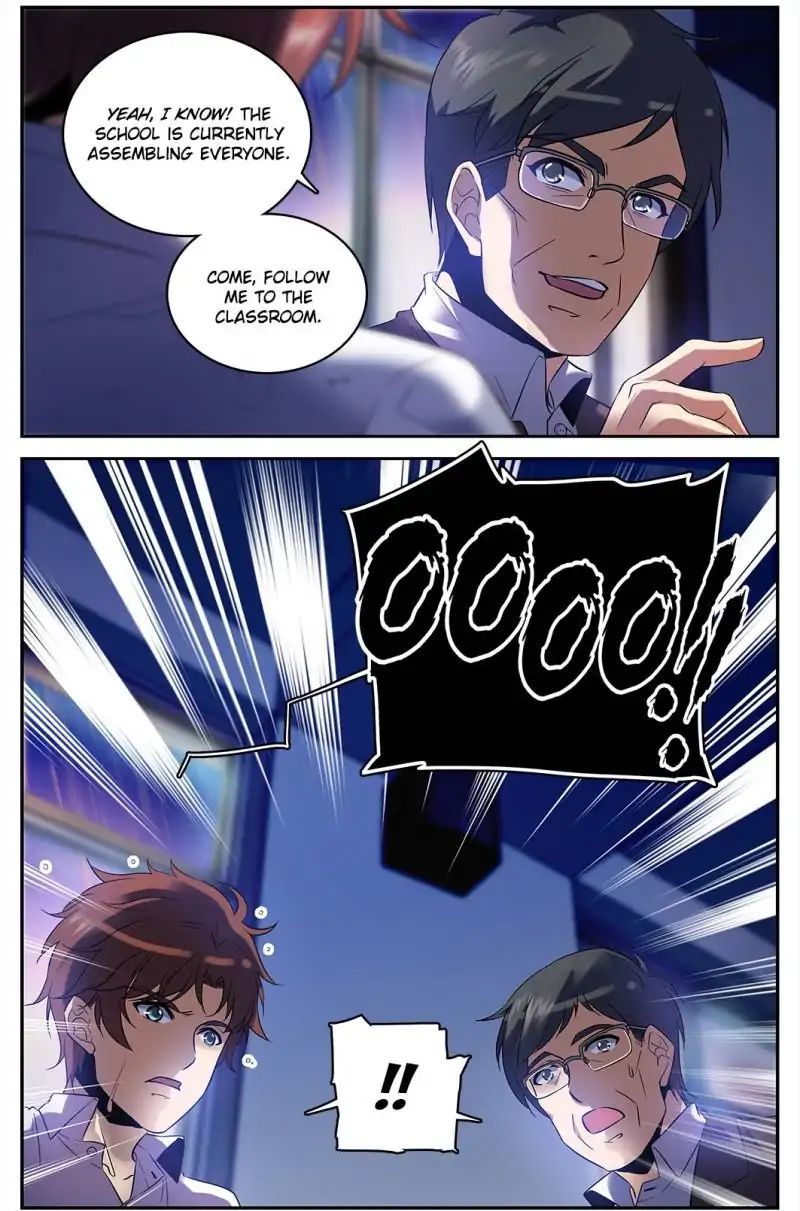 YEAH, I KNOW! THE
SCHOOL IS CURRENTLY
ASSEMBLING EVERYONE.
COME, FOLLOW
ME TO THE
CLASSROOM.
OOOO!!
!!